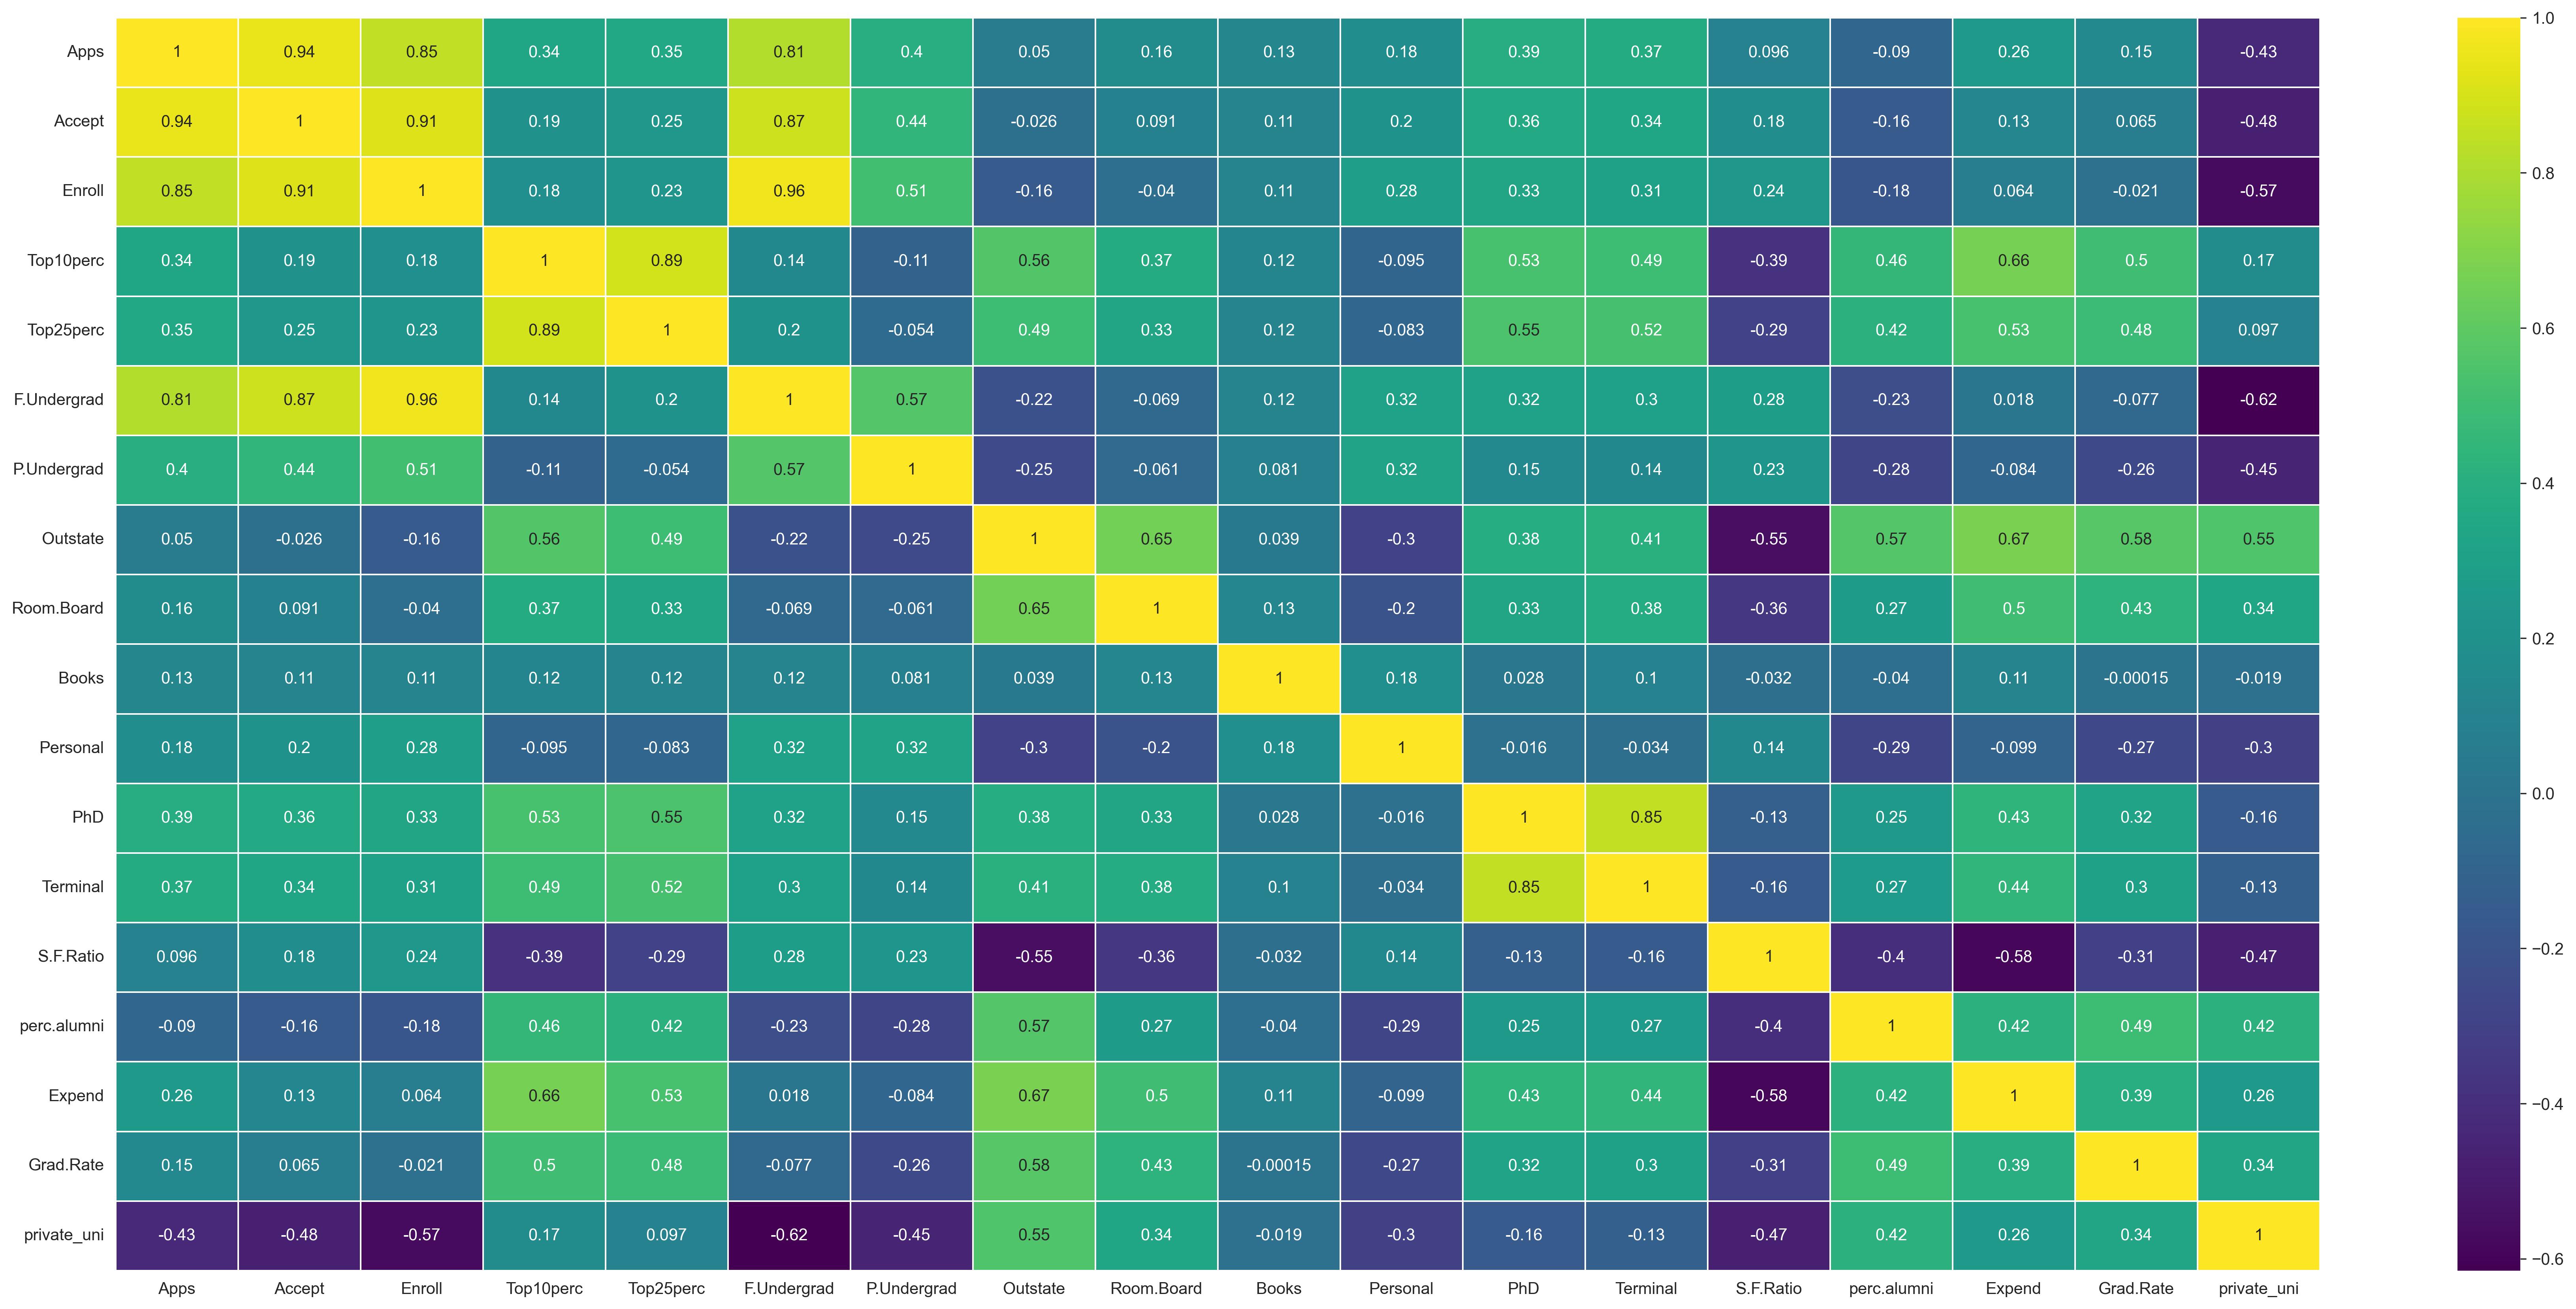 Apps 1 0.94 0.85 0.34 0.35 0.81 0.4 0.05 0.16 0.13 0.18 0.39 0.37 0.096 -0.09 0.26 0.15 -0.43
Accept 0.94 1 0.91 0.19 0.25 0.87 0.44 -0.026 0.091 0.11 0.2 0.36 0.34 0.18 -0.16 0.13 0.065 -0.48
Enroll 0.85 0.91 1 0.18 0.23 0.96 0.51 -0.16 -0.04 0.11 0.28 0.33 0.31 0.24 -0.18 0.064 -0.021 -0.57
Top10perc 0.34 0.19 0.18 1 0.89 0.14 -0.11 0.56 0.37 0.12 -0.095 0.53 0.49 -0.39 0.46 0.66 0.5 0.17
Top25perc 0.35 0.25 0.23 0.89 1 0.2 -0.054 0.49 0.33 0.12 -0.083 0.55 0.52 -0.29 0.42 0.53 0.48 0.097
F.Undergrad 0.81 0.87 0.96 0.14 0.2 1 0.57 -0.22 -0.069 0.12 0.32 0.32 0.3 0.28 -0.23 0.018 -0.077 -0.62
P.Undergrad 0.4 0.44 0.51 -0.11 -0.054 0.57 1 -0.25 -0.061 0.081 0.32 0.15 0.14 0.23 -0.28 -0.084 -0.26 -0.45
Outstate 0.05 -0.026 -0.16 0.56 0.49 -0.22 -0.25 1 0.65 0.039 -0.3 0.38 0.41 -0.55 0.57 0.67 0.58 0.55
Room.Board 0.16 0.091 -0.04 0.37 0.33 -0.069 -0.061 0.65 1 0.13 -0.2 0.33 0.38 -0.36 0.27 0.5 0.43 0.34
Books 0.13 0.11 0.11 0.12 0.12 0.12 0.081 0.039 0.13 1 0.18 0.028 0.1 -0.032 -0.04 0.11 -0.00015 -0.019
Personal 0.18 0.2 0.28 -0.095 -0.083 0.32 0.32 -0.3 -0.2 0.18 1 -0.016 -0.034 0.14 -0.29 -0.099 -0.27 -0.3
PhD 0.39 0.36 0.33 0.53 0.55 0.32 0.15 0.38 0.33 0.028 -0.016 1 0.85 -0.13 0.25 0.43 0.32 -0.16
Terminal 0.37 0.34 0.31 0.49 0.52 0.3 0.14 0.41 0.38 0.1 -0.034 0.85 1 -0.16 0.27 0.44 0.3 -0.13
S.F.Ratio 0.096 0.18 0.24 -0.39 -0.29 0.28 0.23 -0.55 -0.36 -0.032 0.14 -0.13 -0.16 1 -0.4 -0.58 -0.31 -0.47
perc.alumni -0.09 -0.16 -0.18 0.46 0.42 -0.23 -0.28 0.57 0.27 -0.04 -0.29 0.25 0.27 -0.4 1 0.42 0.49 0.42
Expend 0.26 0.13 0.064 0.66 0.53 0.018 -0.084 0.67 0.5 0.11 -0.099 0.43 0.44 -0.58 0.42 1 0.39 0.26
Grad.Rate 0.15 0.065 -0.021 0.5 0.48 -0.077 -0.26 0.58 0.43 -0.00015 -0.27 0.32 0.3 -0.31 0.49 0.39 1 0.34
private_uni -0.43 -0.48 -0.57 0.17 0.097 -0.62 -0.45 0.55 0.34 -0.019 -0.3 -0.16 -0.13 -0.47 0.42 0.26 0.34 1
Apps Accept Enroll Top10perc Top25perc F.Undergrad P.Undergrad Outstate Room.Board Books Personal PhD Terminal S.F.Ratio perc.alumni Expend Grad.Rate private_uni
1.0
0.8
0.6
0.4
0.2
0.0
−0.2
−0.4
−0.6